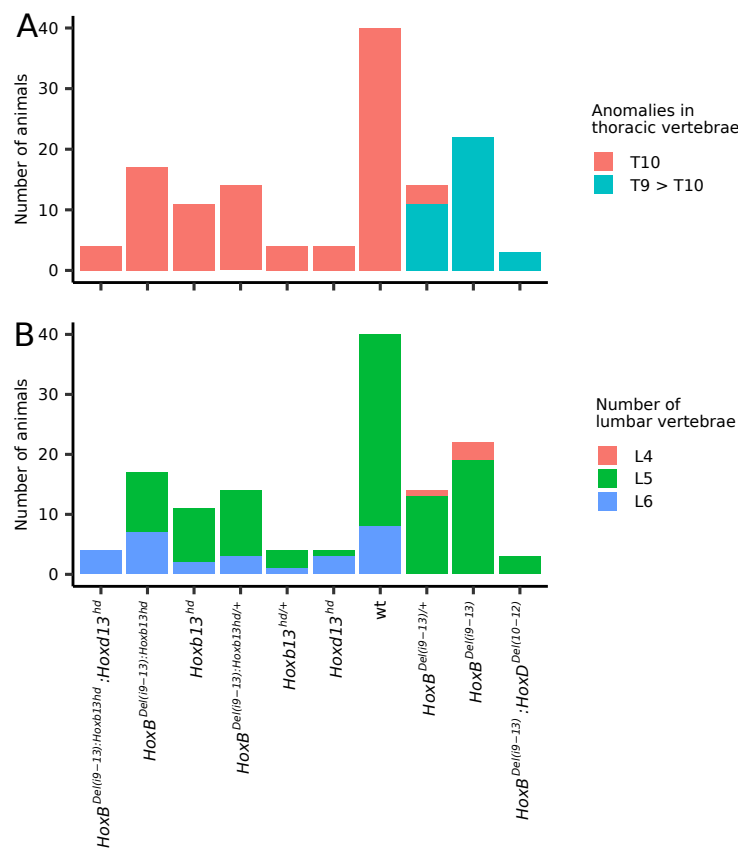 A
40
30
20
10
0
Number of animals
Anomalies in
thoracic vertebrae
T10
T9 > T10
B
40
30
20
10
0
Number of animals
Number of
lumbar vertebrae
L4
L5
L6
HoxB Del(i9−13):Hoxb13hd :Hoxd13 hd
HoxB Del(i9−13):Hoxb13hd
Hoxb13 hd
HoxB Del(i9−13):Hoxb13hd/+
Hoxb13 hd/+
Hoxd13 hd
wt
HoxB Del(i9−13)/+
HoxB Del(i9−13)
HoxB Del(i9−13) :HoxD Del(10−12)